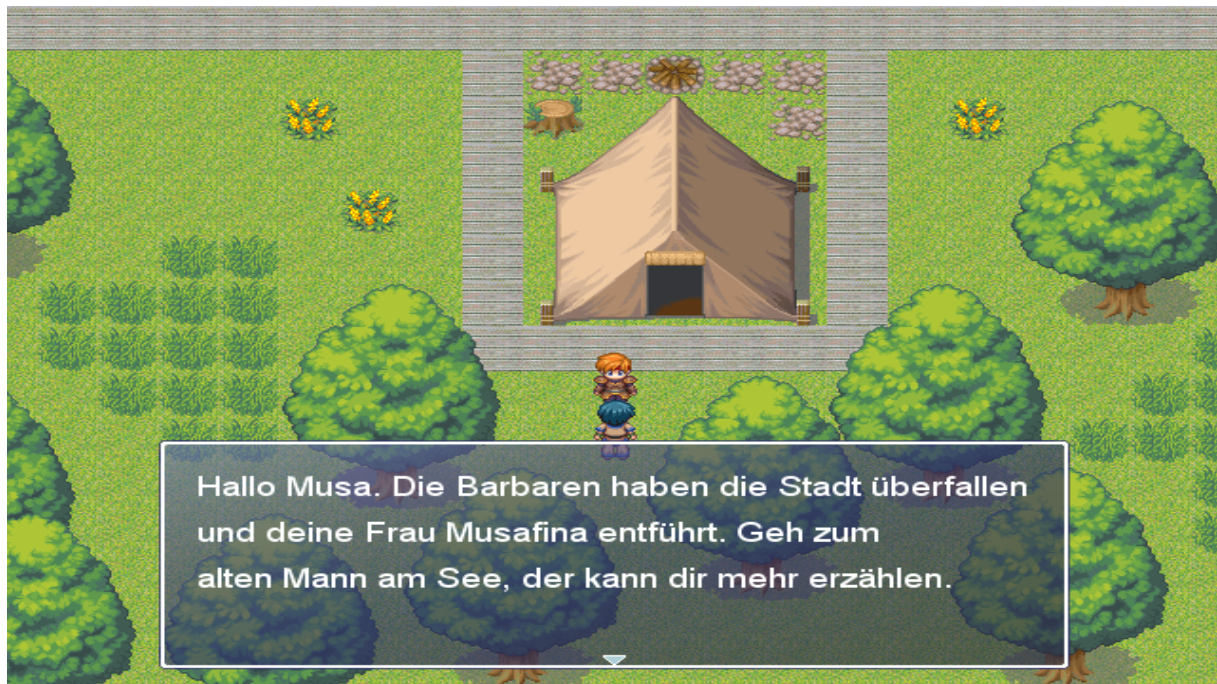 Hallo Musa. Die Barbaren haben die Stadt überfallen
und deine Frau Musafina entführt. Geh zum
alten Mann am See, der kann dir mehr erzählen.